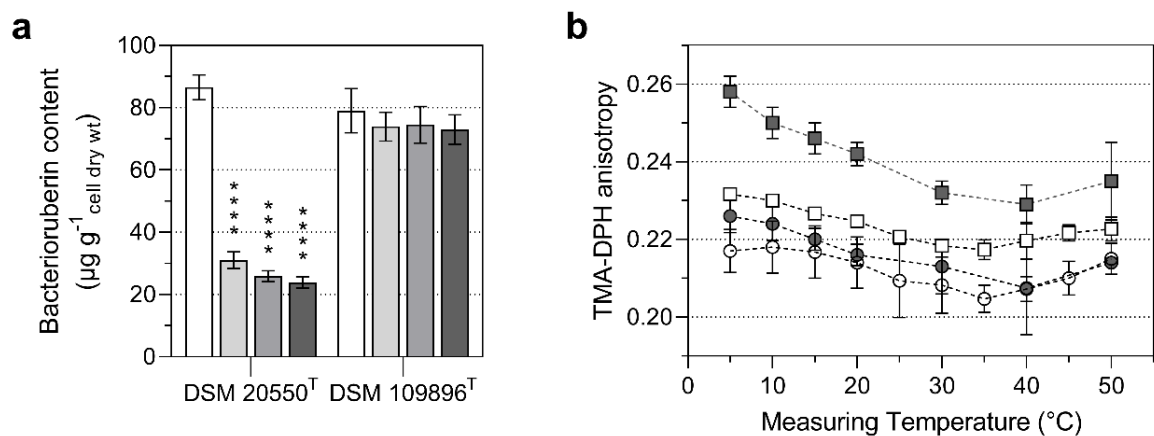 a
Bacterioruberin content
(µg g⁻¹ cell dry wt)
100
80
60
40
20
0
****
****
****
DSM 20550ᵀ DSM 109896ᵀ
b
TMA-DPH anisotropy
0.26
0.24
0.22
0.20
0 10 20 30 40 50
Measuring Temperature (°C)